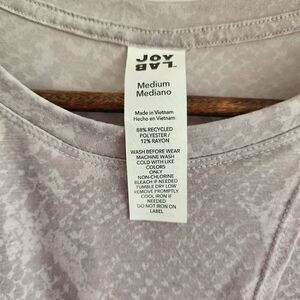 JOY
LAB
Medium
Mediano
Made in Vietnam
Hecho en Vietnam
88% RECYCLED
POLYESTER /
12% RAYON
WASH BEFORE WEAR
MACHINE WASH
COLD WITH LIKE
COLORS
ONLY
NON-CHLORINE
BLEACH IF NEEDED
TUMBLE DRY LOW
REMOVE PROMPTLY
COOL IRON IF
NEEDED
DO NOT IRON ON
LABEL